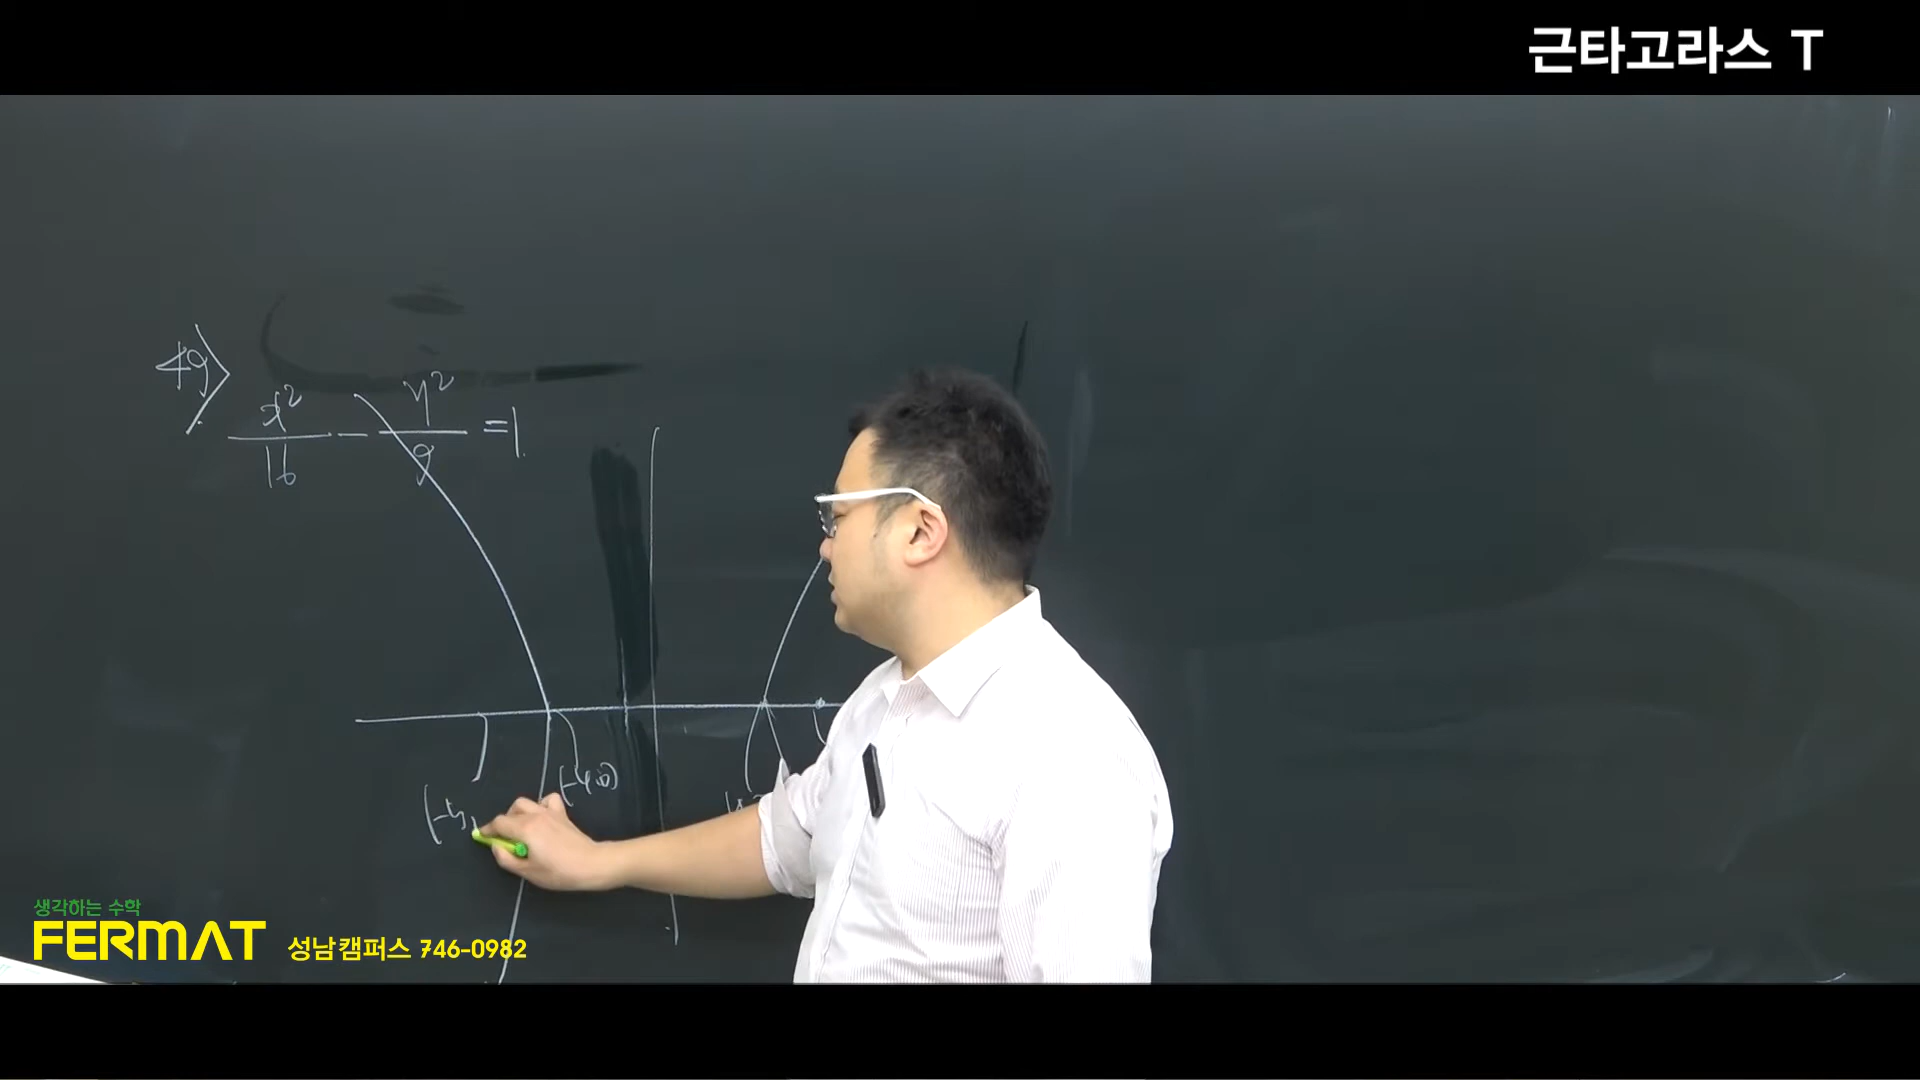 근타고라스 T
49>
x²/16 - y²/9 = 1
(-4,0)
(-5,
생각하는 수학
FERMAT 성남캠퍼스 746-0982